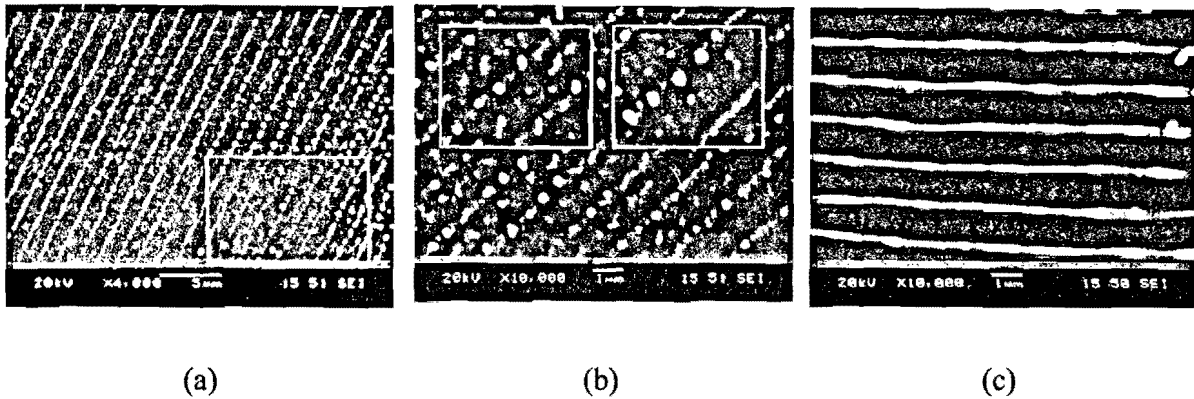 20kV X4,000 5μm 15 51 SEI
20kV X10,000 1μm 15 51 SEI
20kV X10,000 1μm 15 50 SEI
(a) (b) (c)